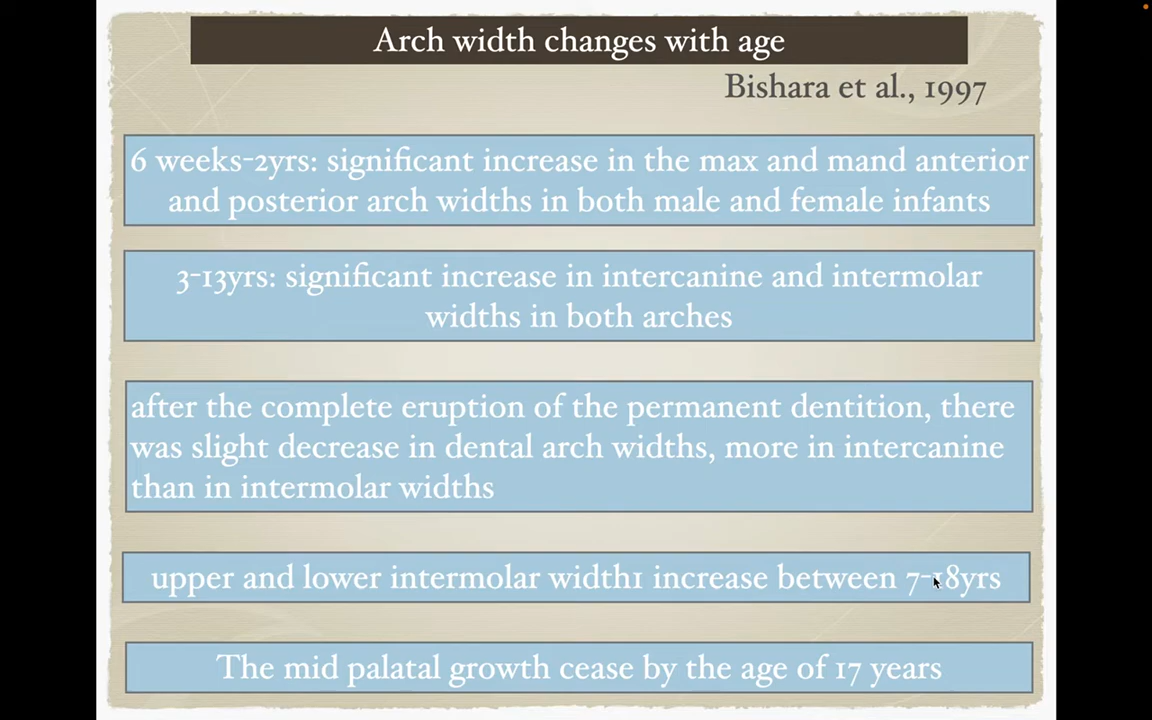 Arch width changes with age
Bishara et al., 1997
6 weeks-2yrs: significant increase in the max and mand anterior
and posterior arch widths in both male and female infants
3-13yrs: significant increase in intercanine and intermolar
widths in both arches
after the complete eruption of the permanent dentition, there
was slight decrease in dental arch widths, more in intercanine
than in intermolar widths
upper and lower intermolar width1 increase between 7-18yrs
The mid palatal growth cease by the age of 17 years